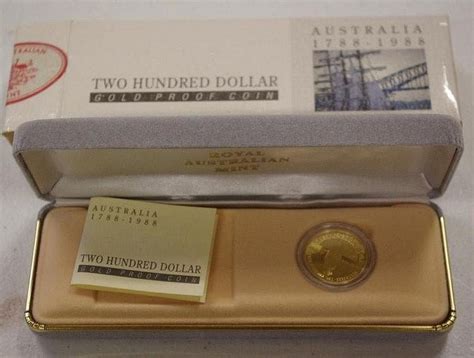 AUSTRALIA
1788-1988
TWO HUNDRED DOLLAR
GOLD PROOF COIN
ROYAL
AUSTRALIAN
MINT
AUSTRALIA
1788-1988
TWO HUNDRED DOLLAR
GOLD PROOF COIN